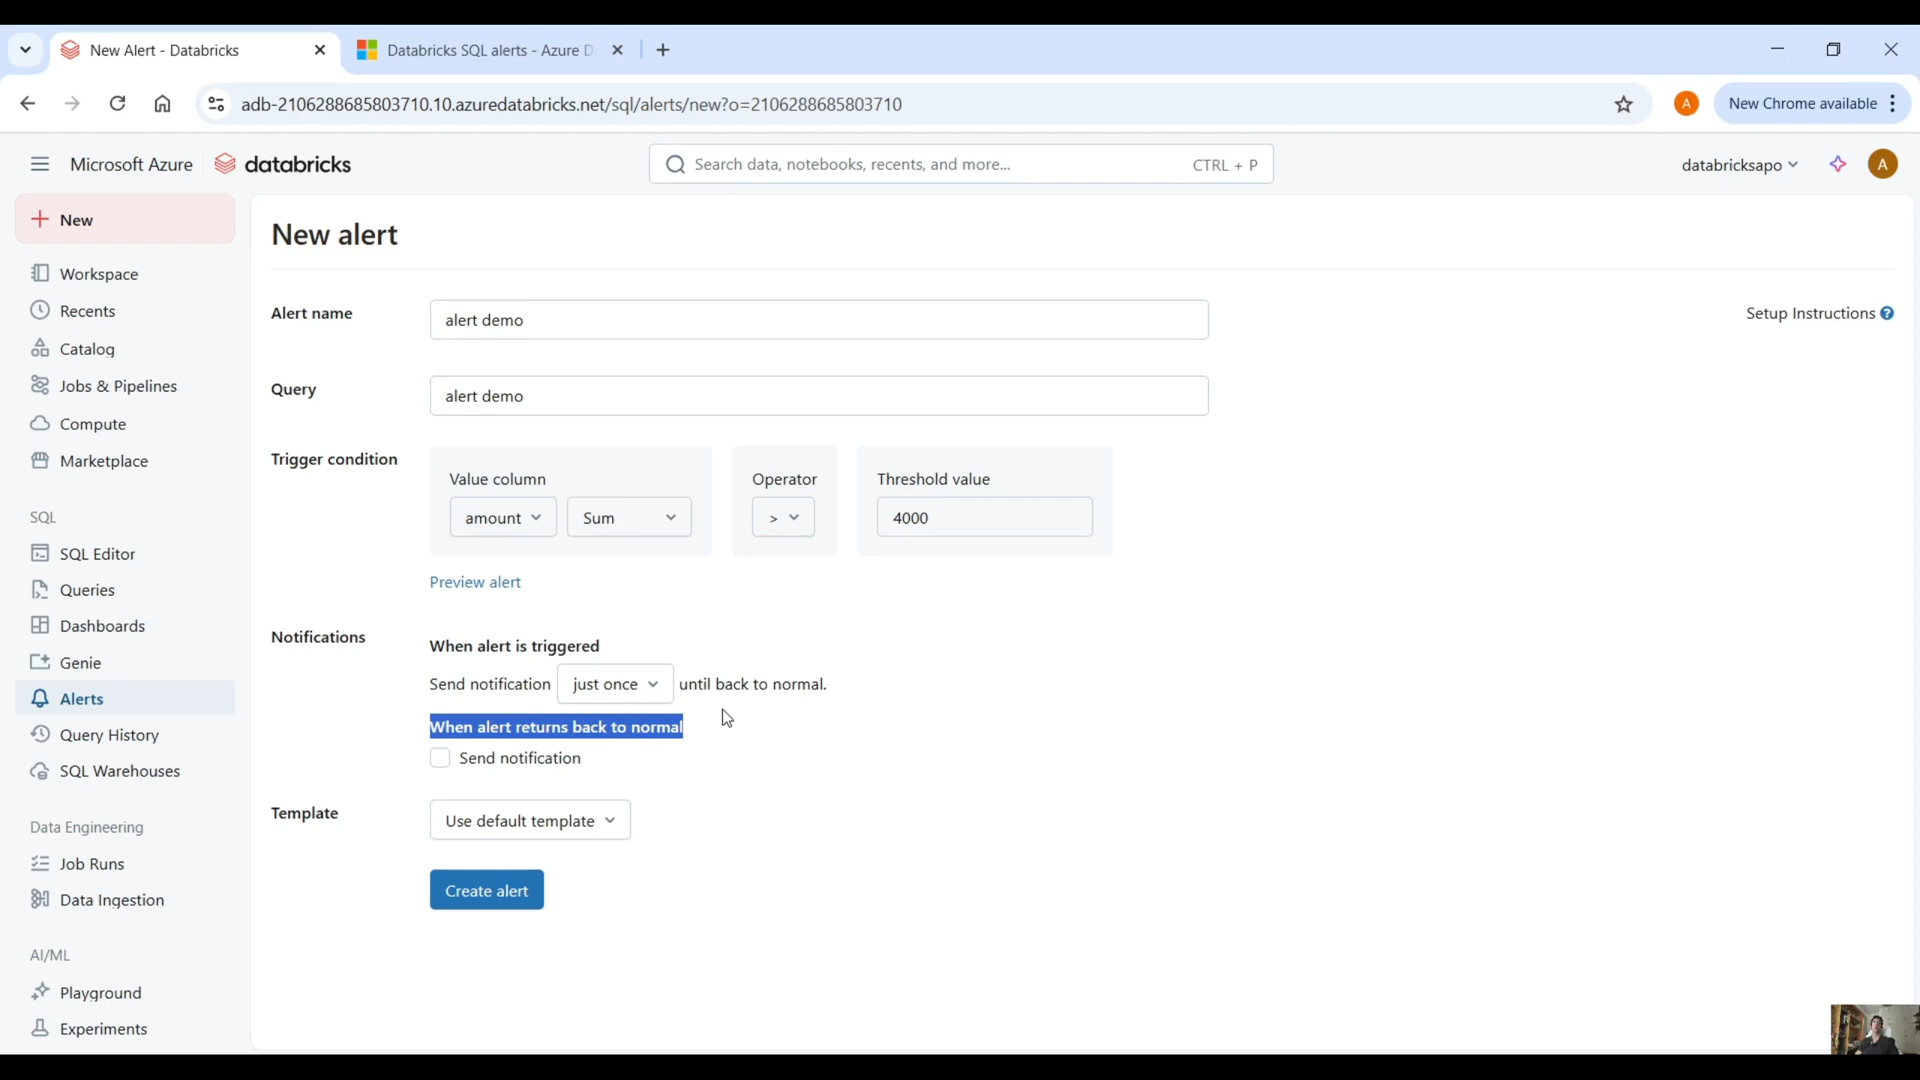 New Alert - Databricks
Databricks SQL alerts - Azure D
adb-2106288685803710.10.azuredatabricks.net/sql/alerts/new?o=2106288685803710
A
New Chrome available
Microsoft Azure
databricks
Search data, notebooks, recents, and more...
CTRL + P
databricksapo
A
New
Workspace
Recents
Catalog
Jobs & Pipelines
Compute
Marketplace
SQL
SQL Editor
Queries
Dashboards
Genie
Alerts
Query History
SQL Warehouses
Data Engineering
Job Runs
Data Ingestion
AI/ML
Playground
Experiments
New alert
Alert name
alert demo
Setup Instructions ?
Query
alert demo
Trigger condition
Value column
Operator
Threshold value
amount
Sum
>
4000
Preview alert
Notifications
When alert is triggered
Send notification just once until back to normal.
When alert returns back to normal
Send notification
Template
Use default template
Create alert